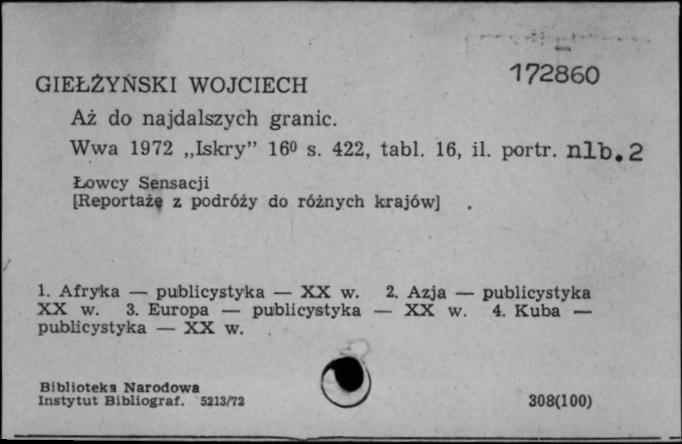 172860
GIEŁŻYŃSKI WOJCIECH
Aż do najdalszych granic.
Wwa 1972 „Iskry” 16⁰ s. 422, tabl. 16, il. portr. nlb.2
Łowcy Sensacji
[Reportażę z podróży do różnych krajów] .
1. Afryka — publicystyka — XX w. 2. Azja — publicystyka
XX w. 3. Europa — publicystyka — XX w. 4. Kuba —
publicystyka — XX w.
Biblioteka Narodowa
Instytut Bibliograf. 5213/72
308(100)